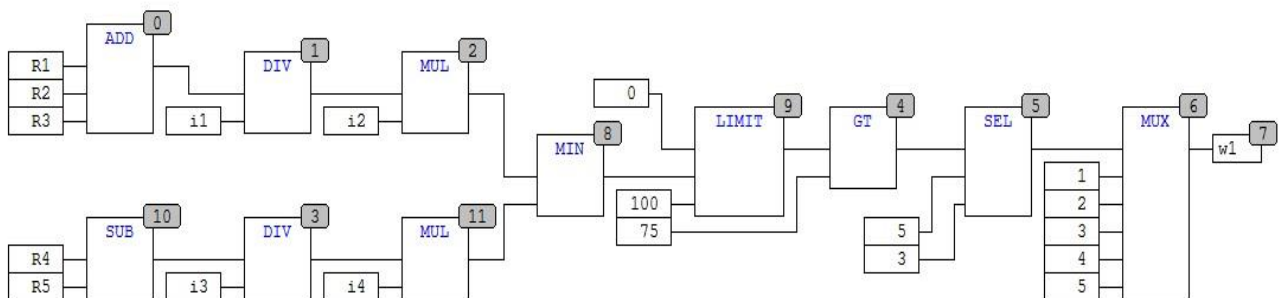 0
ADD
1
2
R1
DIV
MUL
R2
0
9
4
5
6
R3
i1
i2
LIMIT
GT
SEL
MUX
8
7
MIN
w1
1
100
2
10
3
11
SUB
DIV
MUL
75
5
3
R4
3
4
R5
i3
i4
5